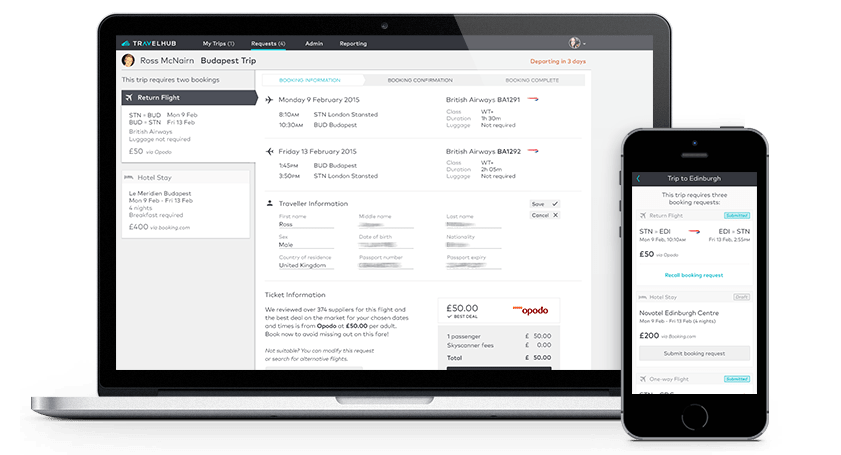 TRAVELHUB
My Trips (1)
Requests (4)
Admin
Reporting
Ross McNairn
Budapest Trip
Departing in 3 days
This trip requires two bookings
Return Flight
STN » BUD Mon 9 Feb
BUD » STN Fri 13 Feb
British Airways
Luggage not required
£50 via Opodo
Hotel Stay
Le Meridien Budapest
Mon 9 Feb - Fri 13 Feb
4 nights
Breakfast required
£400 via booking.com
BOOKING INFORMATION
BOOKING CONFIRMATION
BOOKING COMPLETE
Monday 9 February 2015
8:10AM STN London Stansted
10:30AM BUD Budapest
British Airways BA1291
Class WT+
Duration 1h 30m
Luggage Not required
Friday 13 February 2015
1:45PM BUD Budapest
3:50PM STN London Stansted
British Airways BA1292
Class WT+
Duration 2h 05m
Luggage Not required
Traveller Information
Save
Cancel
First name
Ross
Middle name
Last name
Sex
Male
Date of birth
Nationality
Country of residence
United Kingdom
Passport number
Passport expiry
Ticket Information
We reviewed over 374 suppliers for this flight and
the best deal on the market for your chosen dates
and times is from Opodo at £50.00 per adult.
Book now to avoid missing out on this fare!
Not suitable? You can modify this request
or search for alternative flights.
£50.00
BEST DEAL
opodo
1 passenger £ 50.00
Skyscanner fees £ 0.00
Total £ 50.00
Trip to Edinburgh
This trip requires three
booking requests:
Return Flight
Submitted
STN » EDI
Mon 9 Feb, 10:10AM
EDI » STN
Fri 13 Feb, 2:55PM
£50 via Opodo
Recall booking request
Hotel Stay
Draft
Novotel Edinburgh Centre
Mon 9 Feb - Fri 13 Feb (4 nights)
£200 via Booking.com
Submit booking request
One-way Flight
Submitted